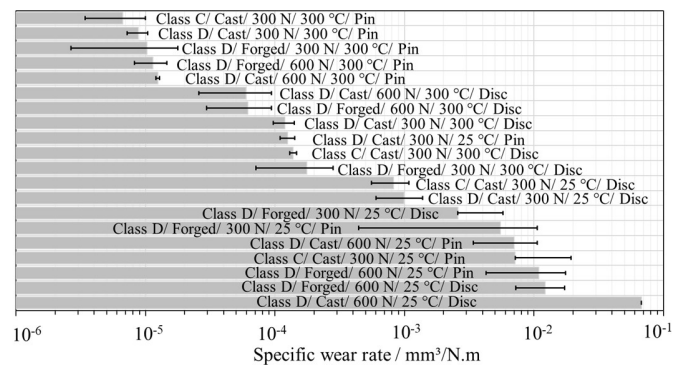 Class C/ Cast/ 300 N/ 300 °C/ Pin
Class D/ Cast/ 300 N/ 300 °C/ Pin
Class D/ Forged/ 300 N/ 300 °C/ Pin
Class D/ Forged/ 600 N/ 300 °C/ Pin
Class D/ Cast/ 600 N/ 300 °C/ Pin
Class D/ Cast/ 600 N/ 300 °C/ Disc
Class D/ Forged/ 600 N/ 300 °C/ Disc
Class D/ Cast/ 300 N/ 300 °C/ Disc
Class D/ Cast/ 300 N/ 25 °C/ Pin
Class C/ Cast/ 300 N/ 300 °C/ Disc
Class D/ Forged/ 300 N/ 300 °C/ Disc
Class C/ Cast/ 300 N/ 25 °C/ Disc
Class D/ Cast/ 300 N/ 25 °C/ Disc
Class D/ Forged/ 300 N/ 25 °C/ Disc
Class D/ Forged/ 300 N/ 25 °C/ Pin
Class D/ Cast/ 600 N/ 25 °C/ Pin
Class C/ Cast/ 300 N/ 25 °C/ Pin
Class D/ Forged/ 600 N/ 25 °C/ Pin
Class D/ Forged/ 600 N/ 25 °C/ Disc
Class D/ Cast/ 600 N/ 25 °C/ Disc
10⁻⁶ 10⁻⁵ 10⁻⁴ 10⁻³ 10⁻² 10⁻¹
Specific wear rate / mm³/N.m